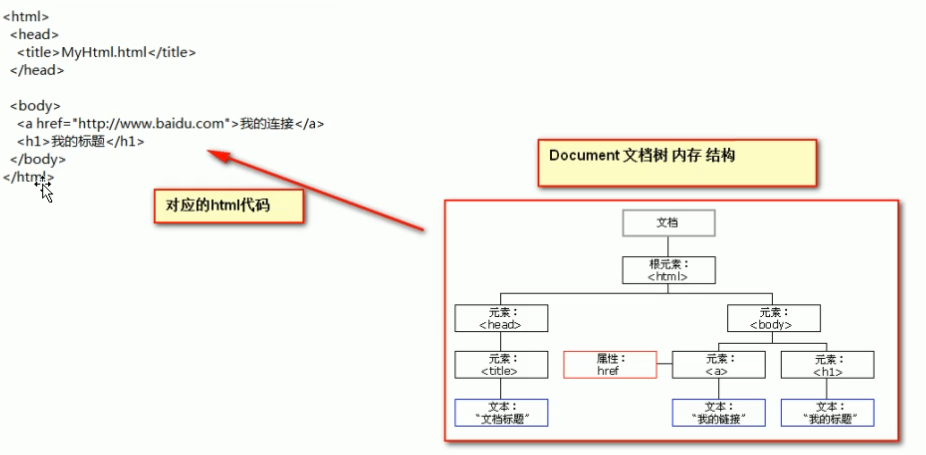 <html>
<head>
<title>MyHtml.html</title>
</head>
<body>
<a href="http://www.baidu.com">我的连接</a>
<h1>我的标题</h1>
</body>
</html>
对应的html代码
Document 文档树 内存 结构
文档
根元素：
<html>
元素：
<head>
元素：
<body>
元素：
<title>
属性：
href
元素：
<a>
元素：
<h1>
文本：
“文档标题”
文本：
“我的链接”
文本：
“我的标题”